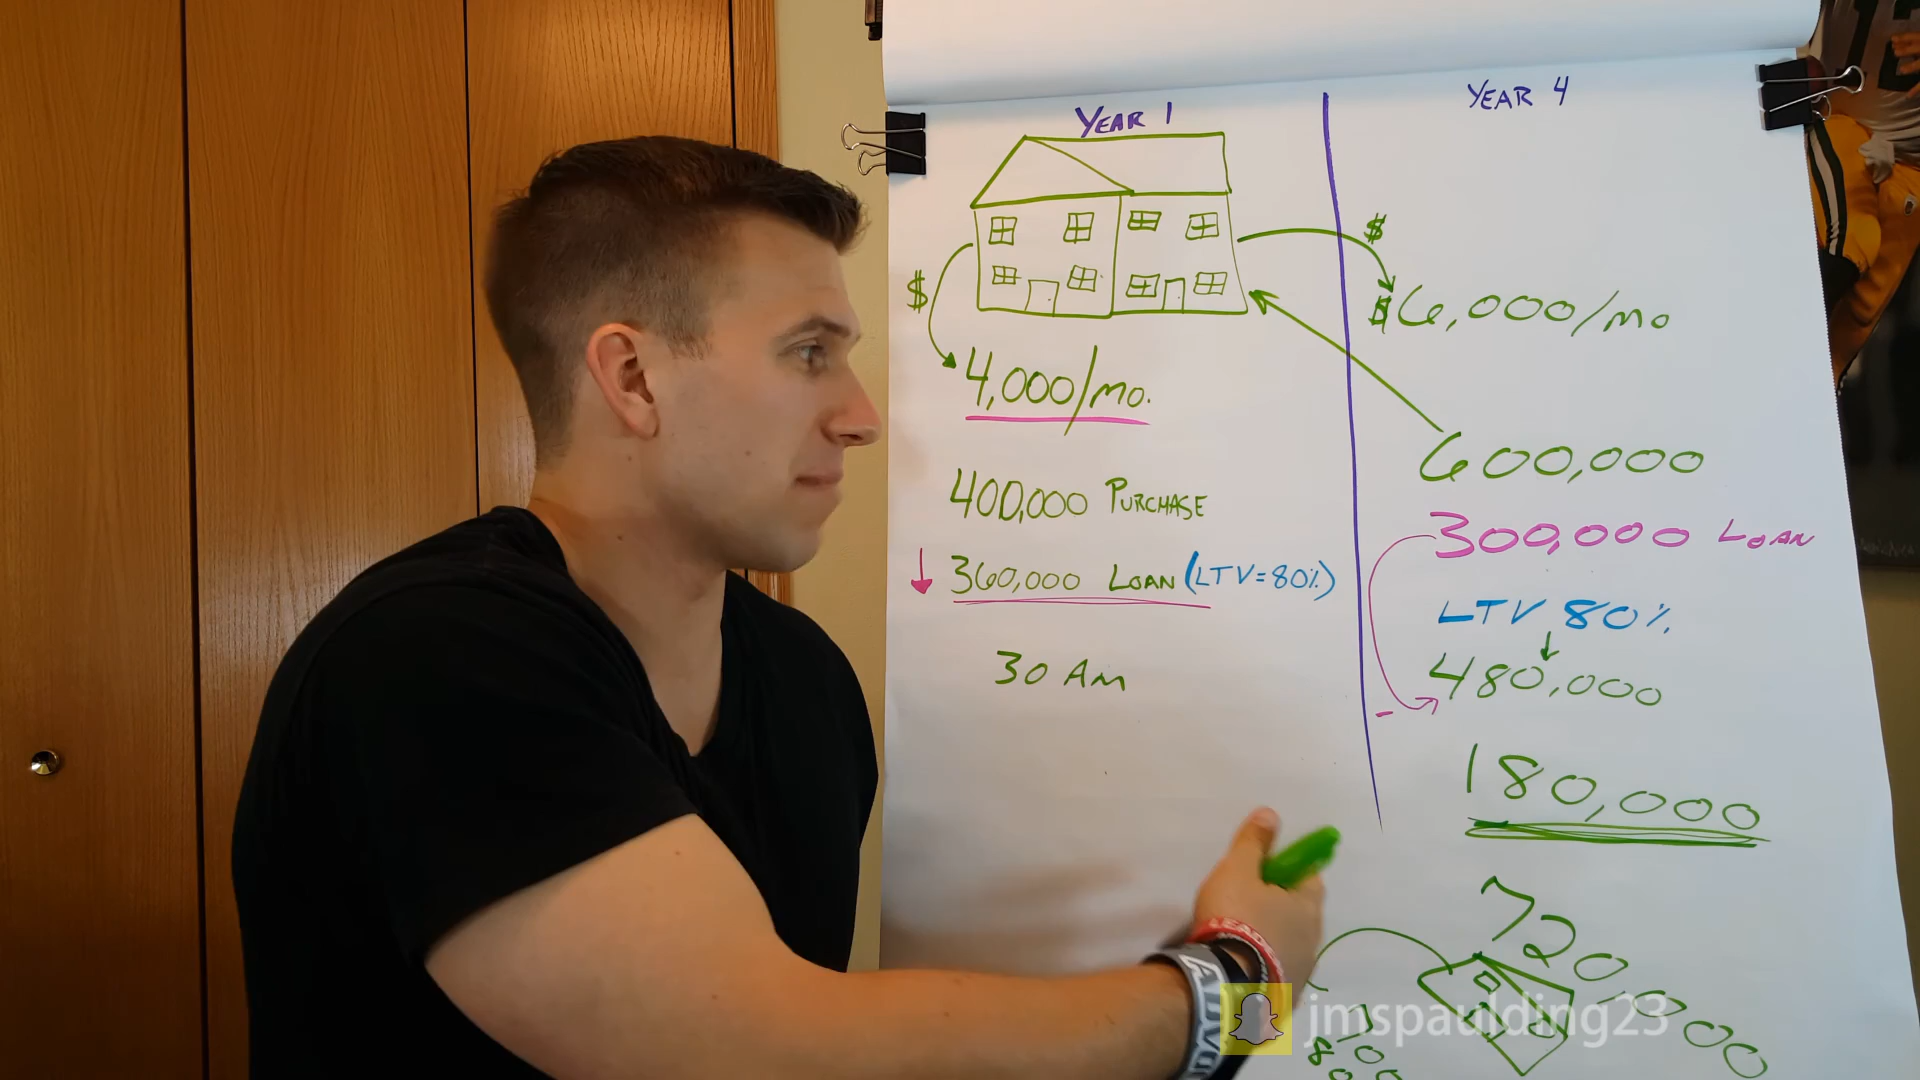 YEAR 1
$
4,000/mo.
400,000 PURCHASE
360,000 LOAN (LTV=80%)
30 Am
YEAR 4
$
$6,000/mo
600,000
300,000 LOAN
LTV 80%
480,000
-
180,000
720,000
jmspaulding23